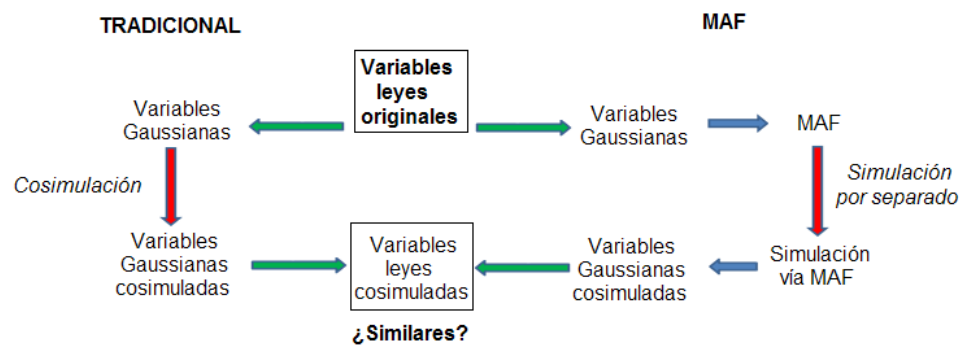 TRADICIONAL
MAF
Variables
leyes
originales
Variables
Gaussianas
Variables
Gaussianas
MAF
Cosimulación
Simulación
por separado
Variables
Gaussianas
cosimuladas
Variables
leyes
cosimuladas
Variables
Gaussianas
cosimuladas
Simulación
vía MAF
¿Similares?